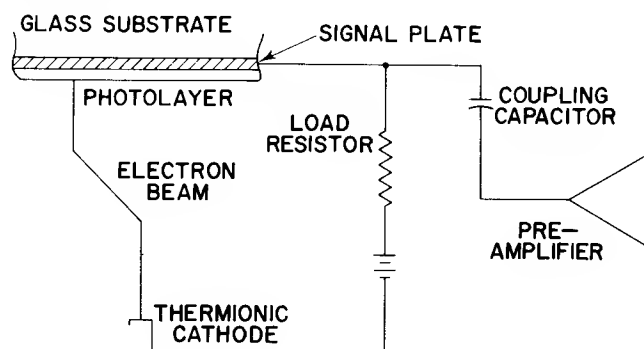 GLASS SUBSTRATE
SIGNAL PLATE
PHOTOLAYER
COUPLING
CAPACITOR
LOAD
RESISTOR
ELECTRON
BEAM
PRE-
AMPLIFIER
THERMIONIC
CATHODE